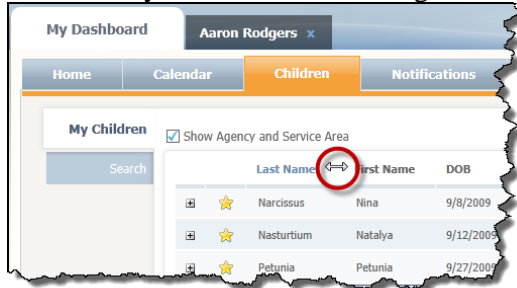 My Dashboard Aaron Rodgers x
Home Calendar Children Notifications
My Children Show Agency and Service Area
Search Last Name First Name DOB
Narcissus Nina 9/8/2009
Nasturtium Natalya 9/12/2009
Petunia Petunia 9/27/2009